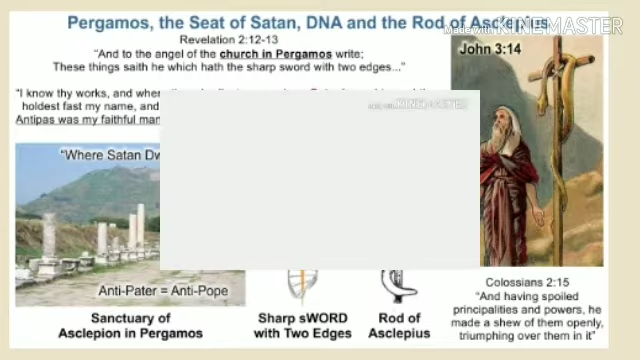 Pergamos, the Seat of Satan, DNA and the Rod of Asclepius
KINEMASTER
Revelation 2:12-13
"And to the angel of the church in Pergamos write;
These things saith he which hath the sharp sword with two edges..."
John 3:14
"I know thy works, and
holdest fast my name, and
Antipas was my faithful
KINEMASTER
"Where Satan
Anti-Pater = Anti-Pope
Sanctuary of
Asclepion in Pergamos
Sharp sWORD
with Two Edges
Rod of
Asclepius
Colossians 2:15
"And having spoiled
principalities and powers, he
made a shew of them openly,
triumphing over them in it"